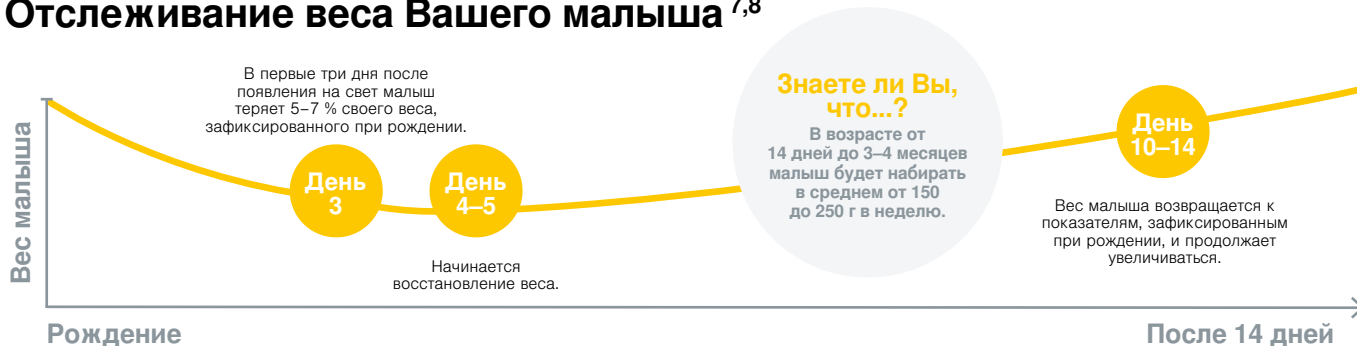 Отслеживание веса Вашего малыша 7,8
В первые три дня после
появления на свет малыш
теряет 5–7 % своего веса,
зафиксированного при рождении.
День
3
День
4–5
Начинается
восстановление веса.
Знаете ли Вы,
что...?
В возрасте от
14 дней до 3–4 месяцев
малыш будет набирать
в среднем от 150
до 250 г в неделю.
День
10–14
Вес малыша возвращается к
показателям, зафиксированным
при рождении, и продолжает
увеличиваться.
Вес малыша
Рождение
После 14 дней